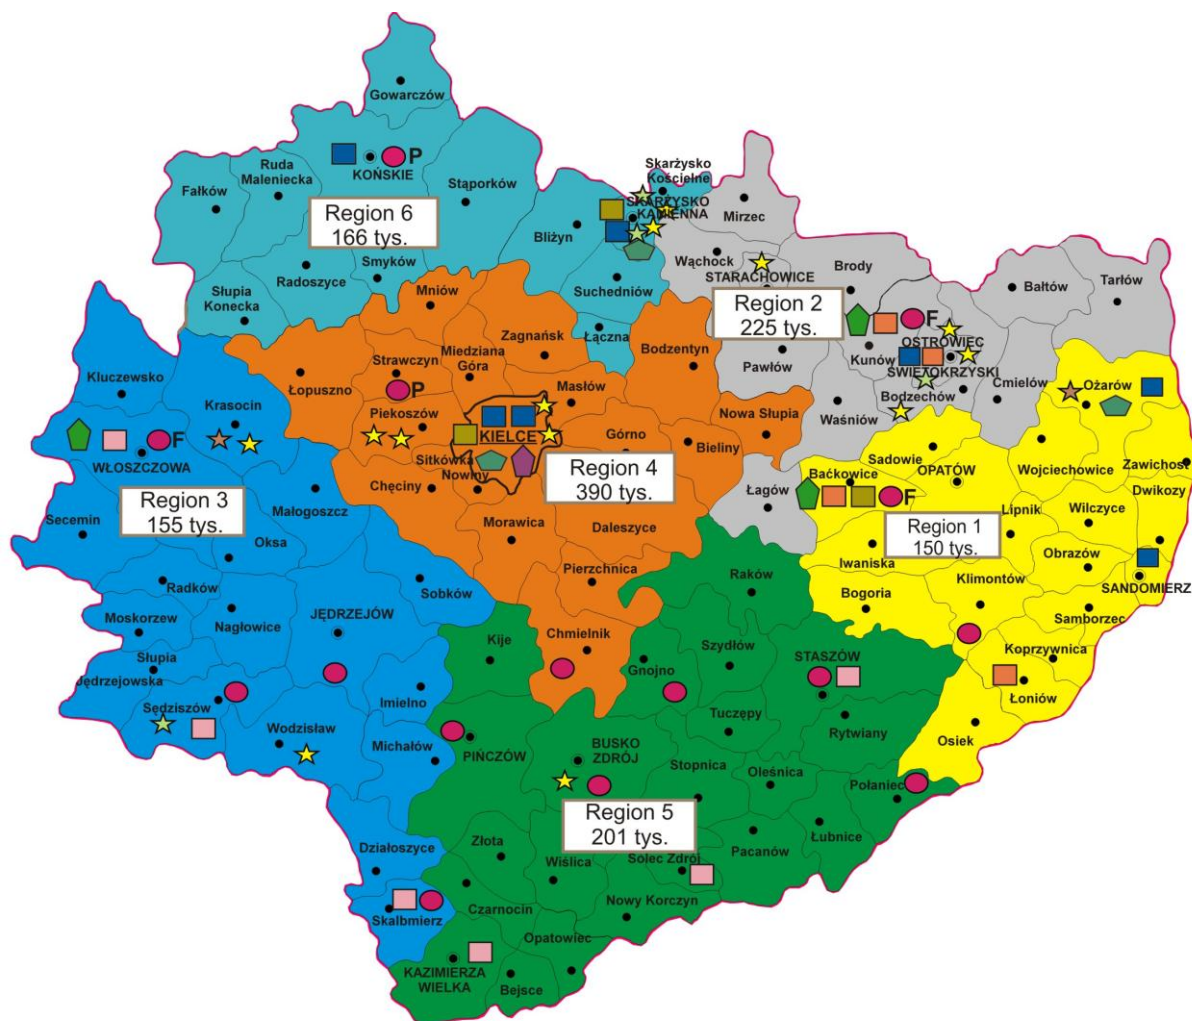 Gowarczów
KOŃSKIE
P
Ruda
Maleniecka
Fałków
Stąporków
Region 6
166 tys.
Smyków
Radoszyce
Słupia
Konecka
Skarżysko
Kościelne
SKARŻYSKO
KAMIENNA
Bliżyn
Suchedniów
Łączna
Mirzec
Wąchock
STARACHOWICE
Brody
Region 2
225 tys.
F
Bałtów
Tarłów
Pawłów
Kunów
OSTROWIEC
ŚWIĘTOKRZYSKI
Bodzechów
Ćmielów
Waśniów
Łagów
Mniów
Zagnańsk
Bodzentyn
Strawczyn
Miedziana
Góra
Łopuszno
P
Masłów
Piekoszów
KIELCE
Nowa Słupia
Górno
Bieliny
Sitkówka
Nowiny
Chęciny
Region 4
390 tys.
Morawica
Daleszyce
Pierzchnica
Chmielnik
Kluczewsko
Krasocin
F
WŁOSZCZOWA
Region 3
155 tys.
Małogoszcz
Secemin
Oksa
Radków
Sobków
Moskorzew
Nagłowice
JĘDRZEJÓW
Słupia
Jędrzejowska
Sędziszów
Imielno
Wodzisław
Michałów
Działoszyce
Skalbmierz
Ożarów
Sadowie
OPATÓW
Wojciechowice
Zawichost
Baćkowice
F
Dwikozy
Region 1
150 tys.
Lipnik
Wilczyce
Iwaniska
Obrazów
Klimontów
SANDOMIERZ
Bogoria
Samborzec
Koprzywnica
Łoniów
Osiek
Raków
Kije
Szydłów
STASZÓW
Gnojno
Tuczępy
Rytwiany
PIŃCZÓW
BUSKO
ZDRÓJ
Stopnica
Oleśnica
Połaniec
Region 5
201 tys.
Łubnice
Pacanów
Złota
Wiślica
Solec Zdrój
Czarnocin
Nowy Korczyn
Opatowiec
KAZIMIERZA
WIELKA
Bejsce